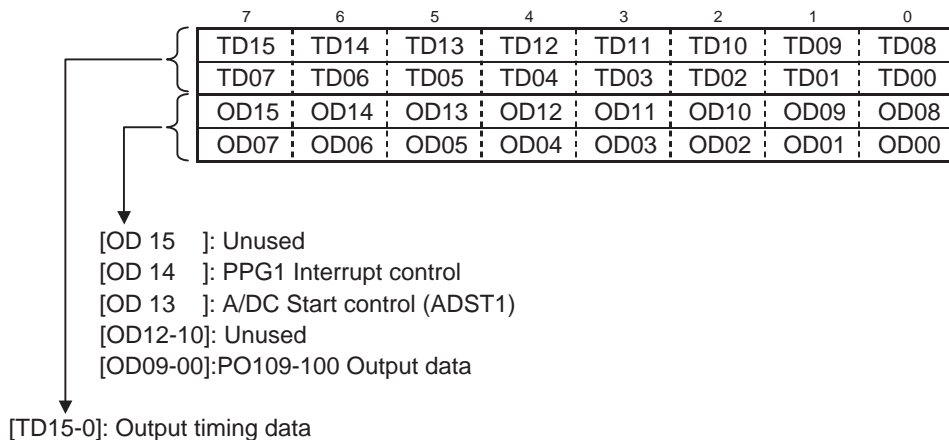 7 6 5 4 3 2 1 0
TD15 TD14 TD13 TD12 TD11 TD10 TD09 TD08
TD07 TD06 TD05 TD04 TD03 TD02 TD01 TD00
OD15 OD14 OD13 OD12 OD11 OD10 OD09 OD08
OD07 OD06 OD05 OD04 OD03 OD02 OD01 OD00
[OD 15 ]: Unused
[OD 14 ]: PPG1 Interrupt control
[OD 13 ]: A/DC Start control (ADST1)
[OD12-10]: Unused
[OD09-00]:PO109-100 Output data
[TD15-0]: Output timing data